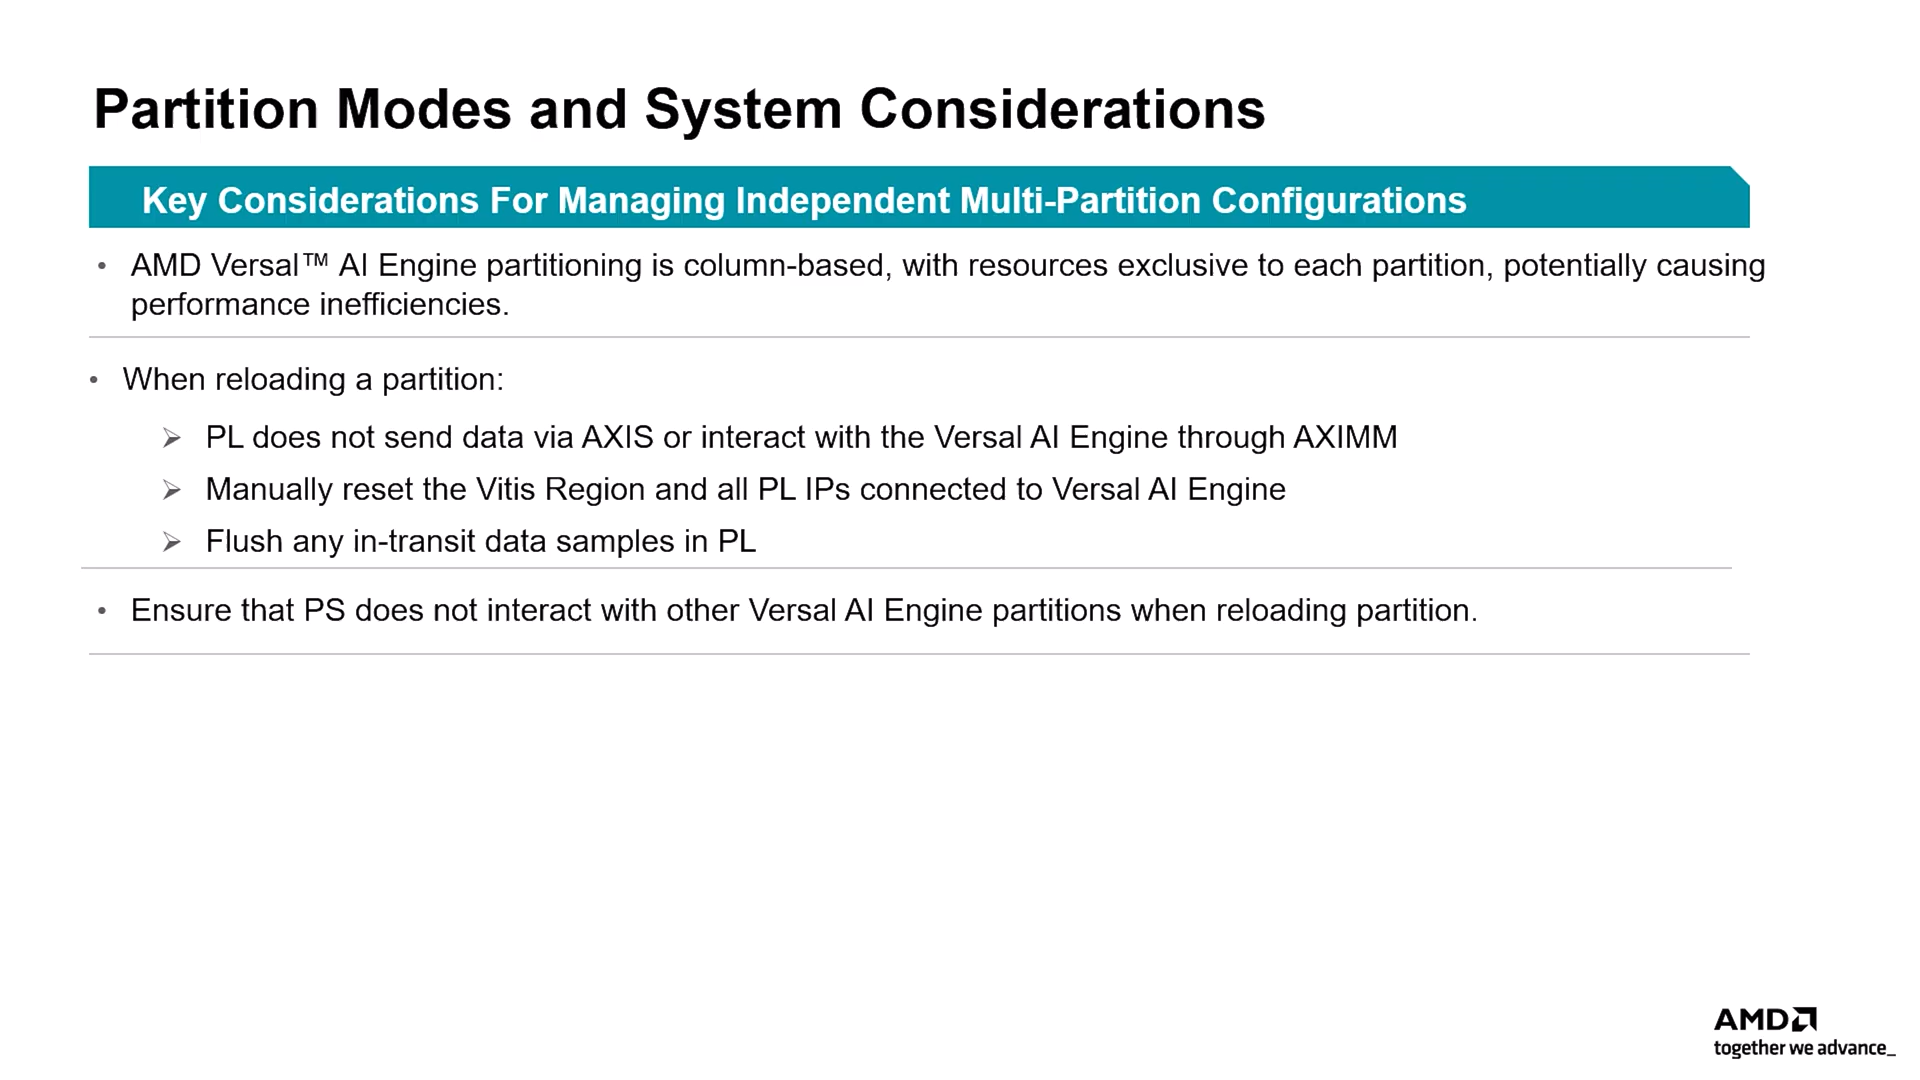 Partition Modes and System Considerations
Key Considerations For Managing Independent Multi-Partition Configurations
• AMD Versal™ AI Engine partitioning is column-based, with resources exclusive to each partition, potentially causing
performance inefficiencies.
• When reloading a partition:
➢ PL does not send data via AXIS or interact with the Versal AI Engine through AXIMM
➢ Manually reset the Vitis Region and all PL IPs connected to Versal AI Engine
➢ Flush any in-transit data samples in PL
• Ensure that PS does not interact with other Versal AI Engine partitions when reloading partition.
AMD
together we advance_